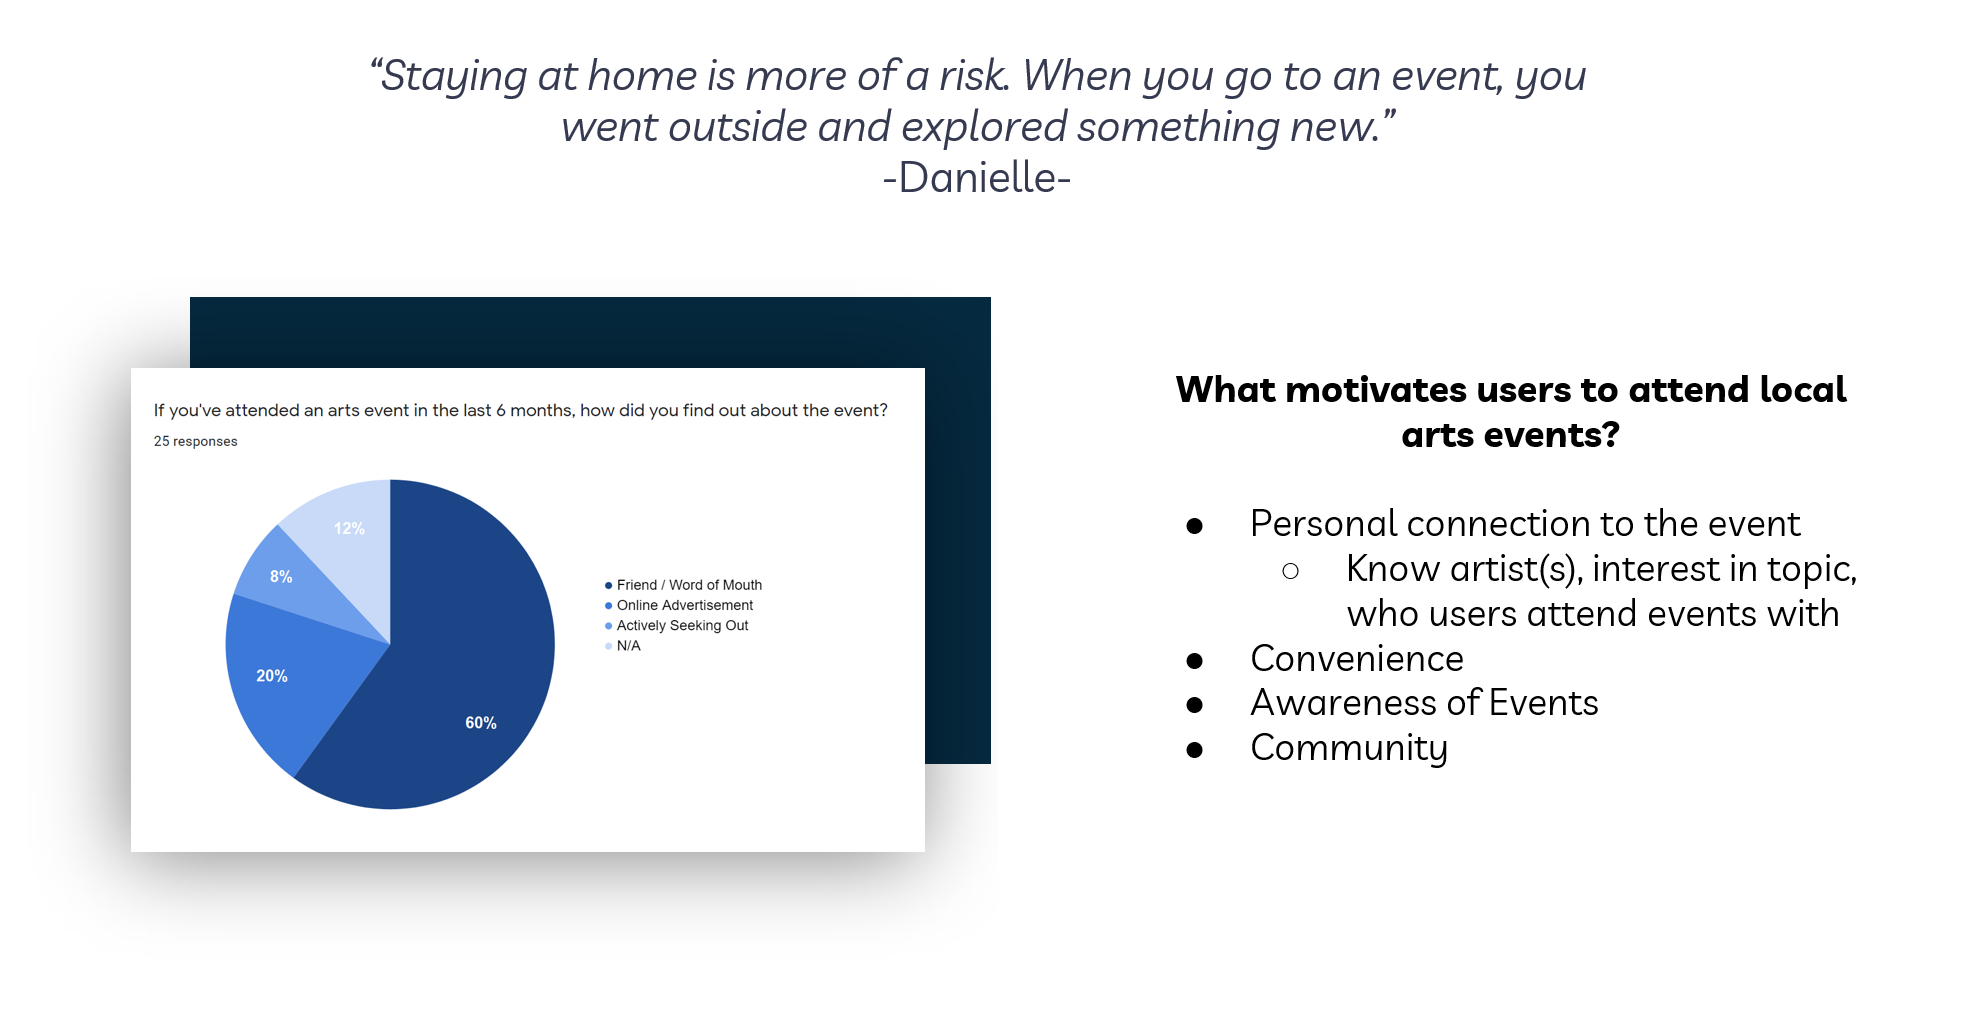 “Staying at home is more of a risk. When you go to an event, you
went outside and explored something new.”
-Danielle-
If you've attended an arts event in the last 6 months, how did you find out about the event?
25 responses
12%
8%
20%
60%
Friend / Word of Mouth
Online Advertisement
Actively Seeking Out
N/A
What motivates users to attend local
arts events?
● Personal connection to the event
○ Know artist(s), interest in topic,
who users attend events with
● Convenience
● Awareness of Events
● Community